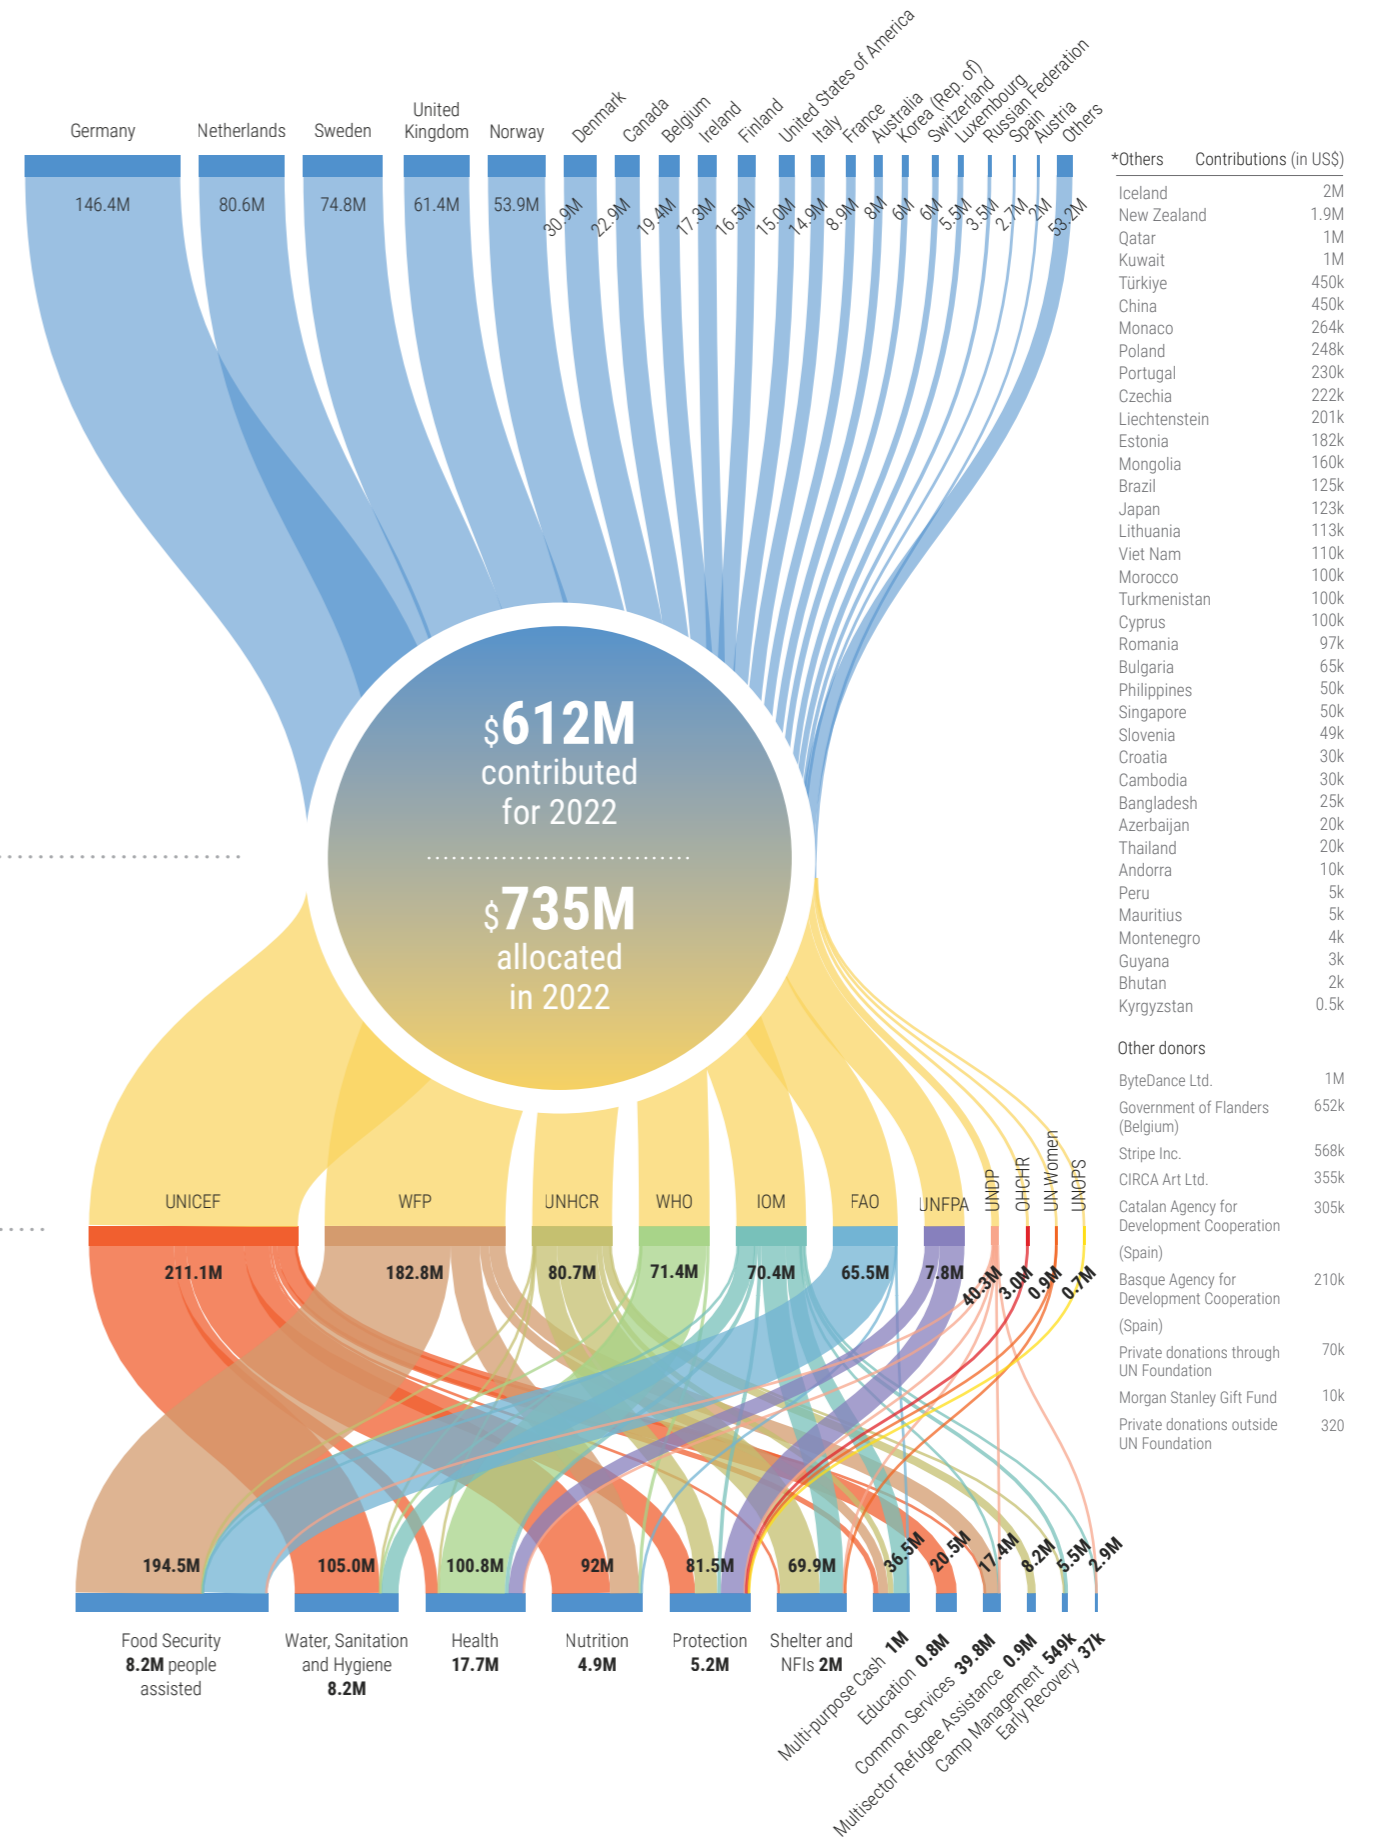 Germany
Netherlands
Sweden
United
Kingdom
Norway
Denmark
Canada
Belgium
Ireland
Finland
United States of America
Italy
France
Australia
Korea (Rep. of)
Switzerland
Luxembourg
Russian Federation
Spain
Austria
Others
146.4M
80.6M
74.8M
61.4M
53.9M
30.9M
22.9M
19.4M
17.3M
16.5M
15.0M
14.9M
8.9M
8M
6M
6M
5.5M
3.5M
2.7M
2M
53.2M
$612M
contributed
for 2022
$735M
allocated
in 2022
UNICEF
WFP
UNHCR
WHO
IOM
FAO
UNFPA
UNDP
OHCHR
UN Women
UNOPS
211.1M
182.8M
80.7M
71.4M
70.4M
65.5M
7.8M
40.3M
3.0M
0.9M
0.7M
194.5M
105.0M
100.8M
92M
81.5M
69.9M
36.5M
20.5M
17.4M
8.2M
5.5M
2.9M
Food Security
8.2M people
assisted
Water, Sanitation
and Hygiene
8.2M
Health
17.7M
Nutrition
4.9M
Protection
5.2M
Shelter and
NFIs 2M
Multi-purpose Cash 1M
Education 0.8M
Common Services 39.8M
Multisector Refugee Assistance 0.9M
Camp Management 549k
Early Recovery 37k
*Others Contributions (in US$)
Iceland 2M
New Zealand 1.9M
Qatar 1M
Kuwait 1M
Türkiye 450k
China 450k
Monaco 264k
Poland 248k
Portugal 230k
Czechia 222k
Liechtenstein 201k
Estonia 182k
Mongolia 160k
Brazil 125k
Japan 123k
Lithuania 113k
Viet Nam 110k
Morocco 100k
Turkmenistan 100k
Cyprus 100k
Romania 97k
Bulgaria 65k
Philippines 50k
Singapore 50k
Slovenia 49k
Croatia 30k
Cambodia 30k
Bangladesh 25k
Azerbaijan 20k
Thailand 20k
Andorra 10k
Peru 5k
Mauritius 5k
Montenegro 4k
Guyana 3k
Bhutan 2k
Kyrgyzstan 0.5k
Other donors
ByteDance Ltd. 1M
Government of Flanders 652k
(Belgium)
Stripe Inc. 568k
CIRCA Art Ltd. 355k
Catalan Agency for 305k
Development Cooperation
(Spain)
Basque Agency for 210k
Development Cooperation
(Spain)
Private donations through 70k
UN Foundation
Morgan Stanley Gift Fund 10k
Private donations outside 320
UN Foundation